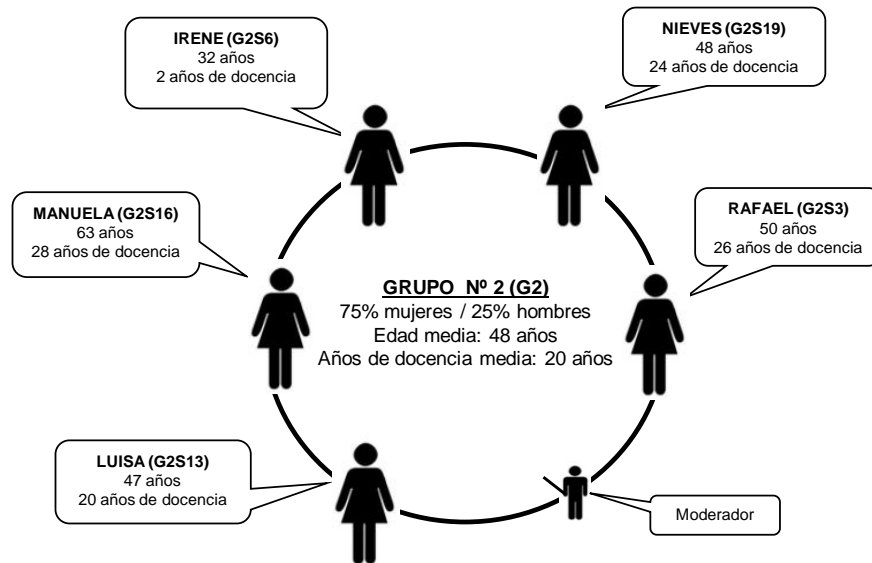 IRENE (G2S6)
32 años
2 años de docencia
NIEVES (G2S19)
48 años
24 años de docencia
MANUELA (G2S16)
63 años
28 años de docencia
RAFAEL (G2S3)
50 años
26 años de docencia
GRUPO Nº 2 (G2)
75% mujeres / 25% hombres
Edad media: 48 años
Años de docencia media: 20 años
LUISA (G2S13)
47 años
20 años de docencia
Moderador